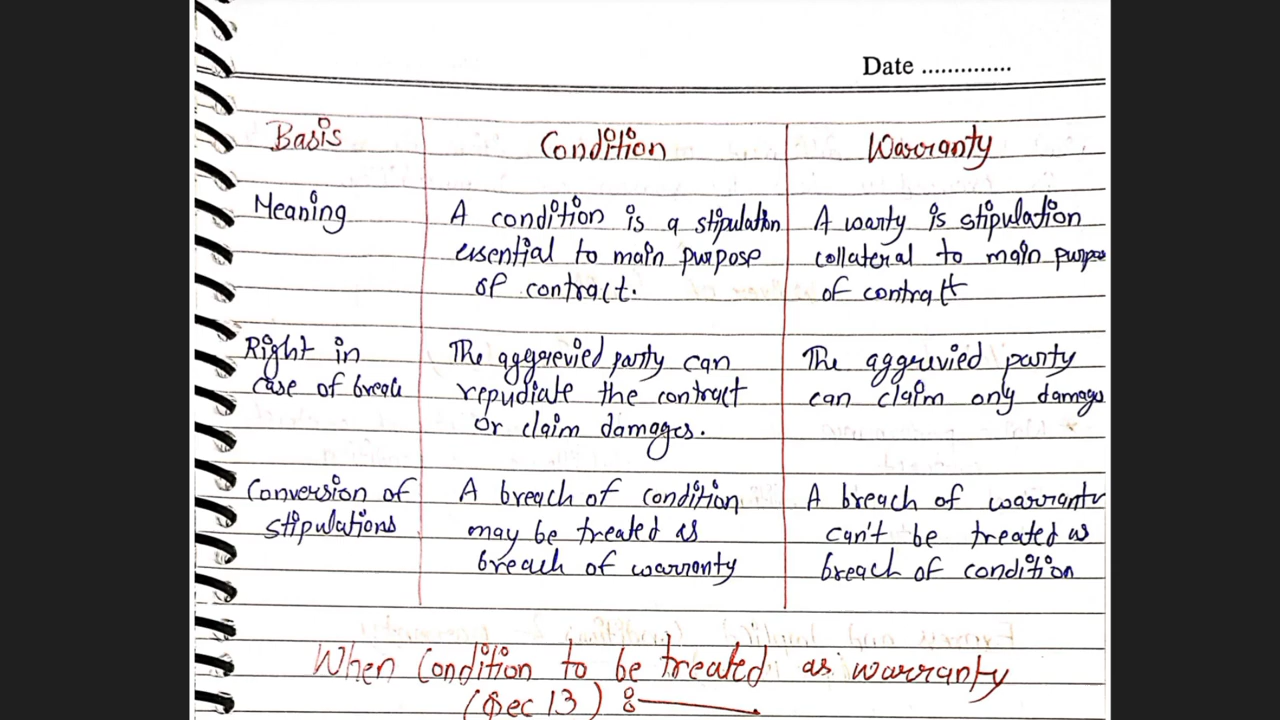 Date ..............
Basis Condition Warranty
Meaning A condition is a stipulation A warty is stipulation
essential to main purpose collateral to main purpose
of contract. of contract
Right in The aggrevied party can The aggruvied party
case of breach repudiate the contract can claim only damages
or claim damages.
Conversion of A breach of condition A breach of warranty
stipulations may be treated as can't be treated as
breach of warranty breach of condition
When Condition to be treated as warranty
(Sec 13) :